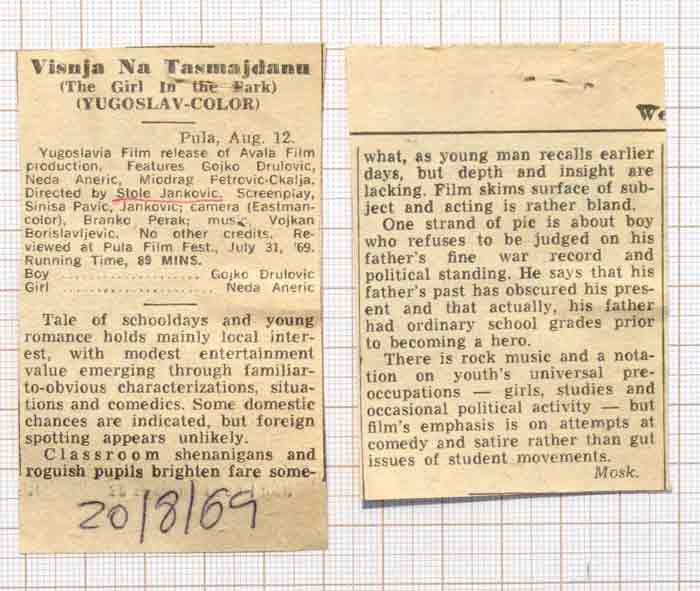 Visnja Na Tasmajdanu
(The Girl In the Park)
(YUGOSLAV-COLOR)
Pula, Aug. 12.
Yugoslavia Film release of Avala Film
production. Features Gojko Drulovic,
Neda Aneric, Miodrag Petrovic-Ckalja.
Directed by Stole Jankovic. Screenplay,
Sinisa Pavic, Jankovic; camera (Eastman-
color), Branko Perak; music, Vojkan
Borislavljevic. No other credits. Re-
viewed at Pula Film Fest., July 31, '69.
Running Time, 89 MINS.
Boy .................... Gojko Drulovic
Girl .................... Neda Aneric
Tale of schooldays and young
romance holds mainly local inter-
est, with modest entertainment
value emerging through familiar-
to-obvious characterizations, situa-
tions and comedics. Some domestic
chances are indicated, but foreign
spotting appears unlikely.
Classroom shenanigans and
roguish pupils brighten fare some-
20/8/69
We
what, as young man recalls earlier
days, but depth and insight are
lacking. Film skims surface of sub-
ject and acting is rather bland.
One strand of pic is about boy
who refuses to be judged on his
father's fine war record and
political standing. He says that his
father's past has obscured his pres-
ent and that actually, his father
had ordinary school grades prior
to becoming a hero.
There is rock music and a nota-
tion on youth's universal pre-
occupations — girls, studies and
occasional political activity — but
film's emphasis is on attempts at
comedy and satire rather than gut
issues of student movements.
Mosk.